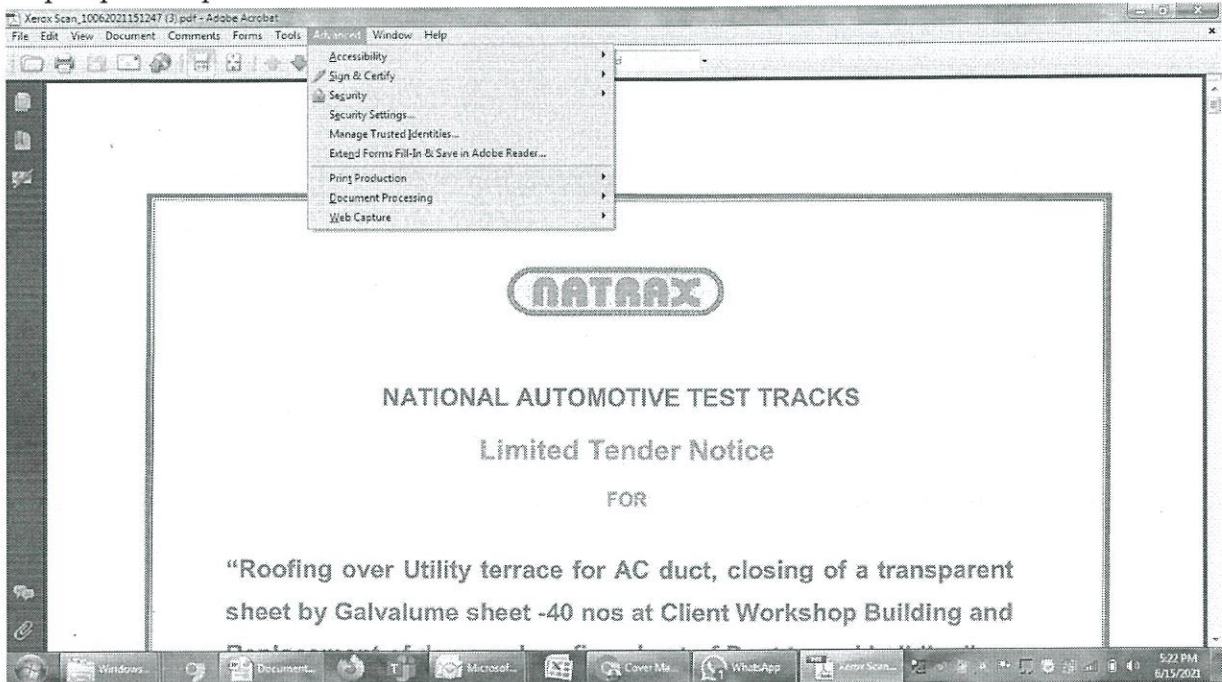 Xerox Scan_10062021151247 (3).pdf - Adobe Acrobat
File Edit View Document Comments Forms Tools Advanced Window Help
Accessibility
Sign & Certify
Security
Security Settings...
Manage Trusted Identities...
Extend Forms Fill-In & Save in Adobe Reader...
Print Production
Document Processing
Web Capture
NATRAX
NATIONAL AUTOMOTIVE TEST TRACKS
Limited Tender Notice
FOR
“Roofing over Utility terrace for AC duct, closing of a transparent
sheet by Galvalume sheet -40 nos at Client Workshop Building and
Windows... Document... Microsof... Cover Ma... WhatsApp Xerox Scan... 5:22 PM
6/15/2021